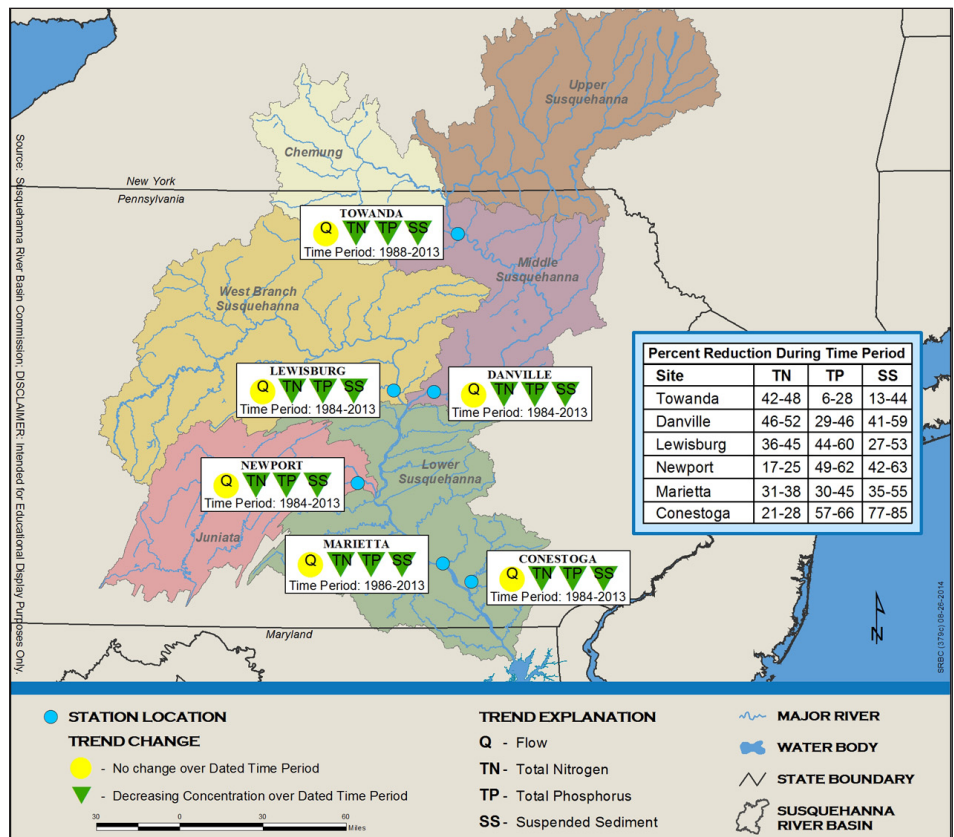 Upper
Susquehanna
Chemung
New York
Pennsylvania
TOWANDA
Q TN TP SS
Time Period: 1988-2013
Middle
Susquehanna
West Branch
Susquehanna
LEWISBURG
Q TN TP SS
Time Period: 1984-2013
DANVILLE
Q TN TP SS
Time Period: 1984-2013
NEWPORT
Q TN TP SS
Time Period: 1984-2013
Lower
Susquehanna
Juniata
MARIETTA
Q TN TP SS
Time Period: 1986-2013
CONESTOGA
Q TN TP SS
Time Period: 1984-2013
Maryland
Percent Reduction During Time Period
Site TN TP SS
Towanda 42-48 6-28 13-44
Danville 46-52 29-46 41-59
Lewisburg 36-45 44-60 27-53
Newport 17-25 49-62 42-63
Marietta 31-38 30-45 35-55
Conestoga 21-28 57-66 77-85
N
Source: Susquehanna River Basin Commission; DISCLAIMER: Intended for Educational Display Purposes Only.
SRBC (379c) 08-26-2014
STATION LOCATION
TREND CHANGE
- No change over Dated Time Period
- Decreasing Concentration over Dated Time Period
30 0 30 60
Miles
TREND EXPLANATION
Q - Flow
TN - Total Nitrogen
TP - Total Phosphorus
SS - Suspended Sediment
MAJOR RIVER
WATER BODY
STATE BOUNDARY
SUSQUEHANNA
RIVER BASIN